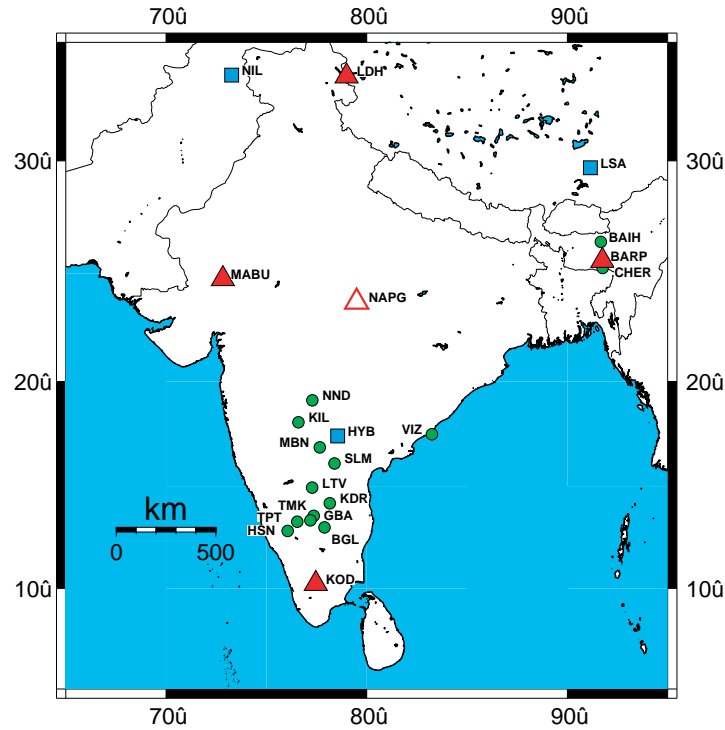 70û 80û 90û
NIL
LDH
30û 30û
LSA
BAIH
BARP
CHER
MABU
NAPG
20û 20û
NND
KIL
HYB
VIZ
MBN
SLM
LTV
KDR
TMK
GBA
TPT
HSN
BGL
km
0 500
KOD
10û 10û
70û 80û 90û